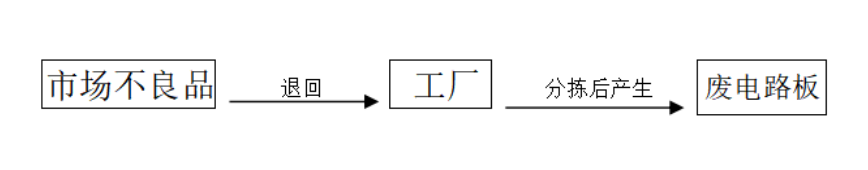 市场不良品
退回
工厂
分拣后产生
废电路板